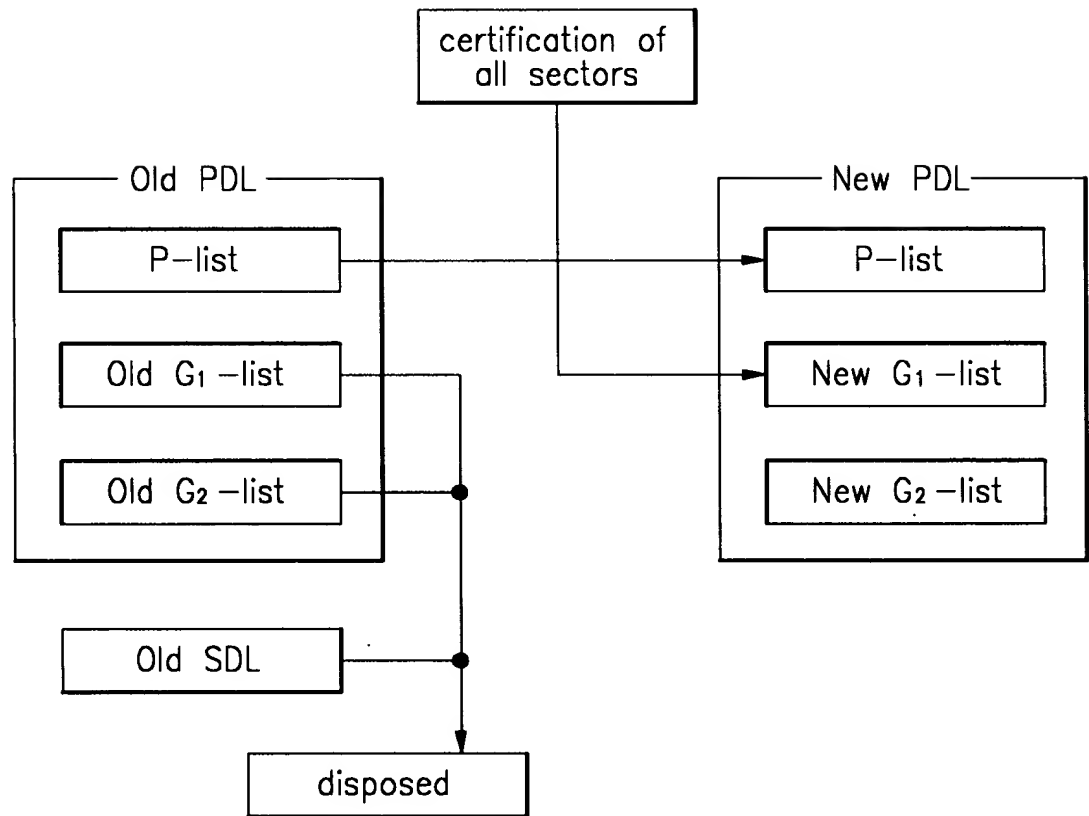 certification of
all sectors
Old PDL
New PDL
P-list
P-list
Old G1-list
New G1-list
Old G2-list
New G2-list
Old SDL
disposed